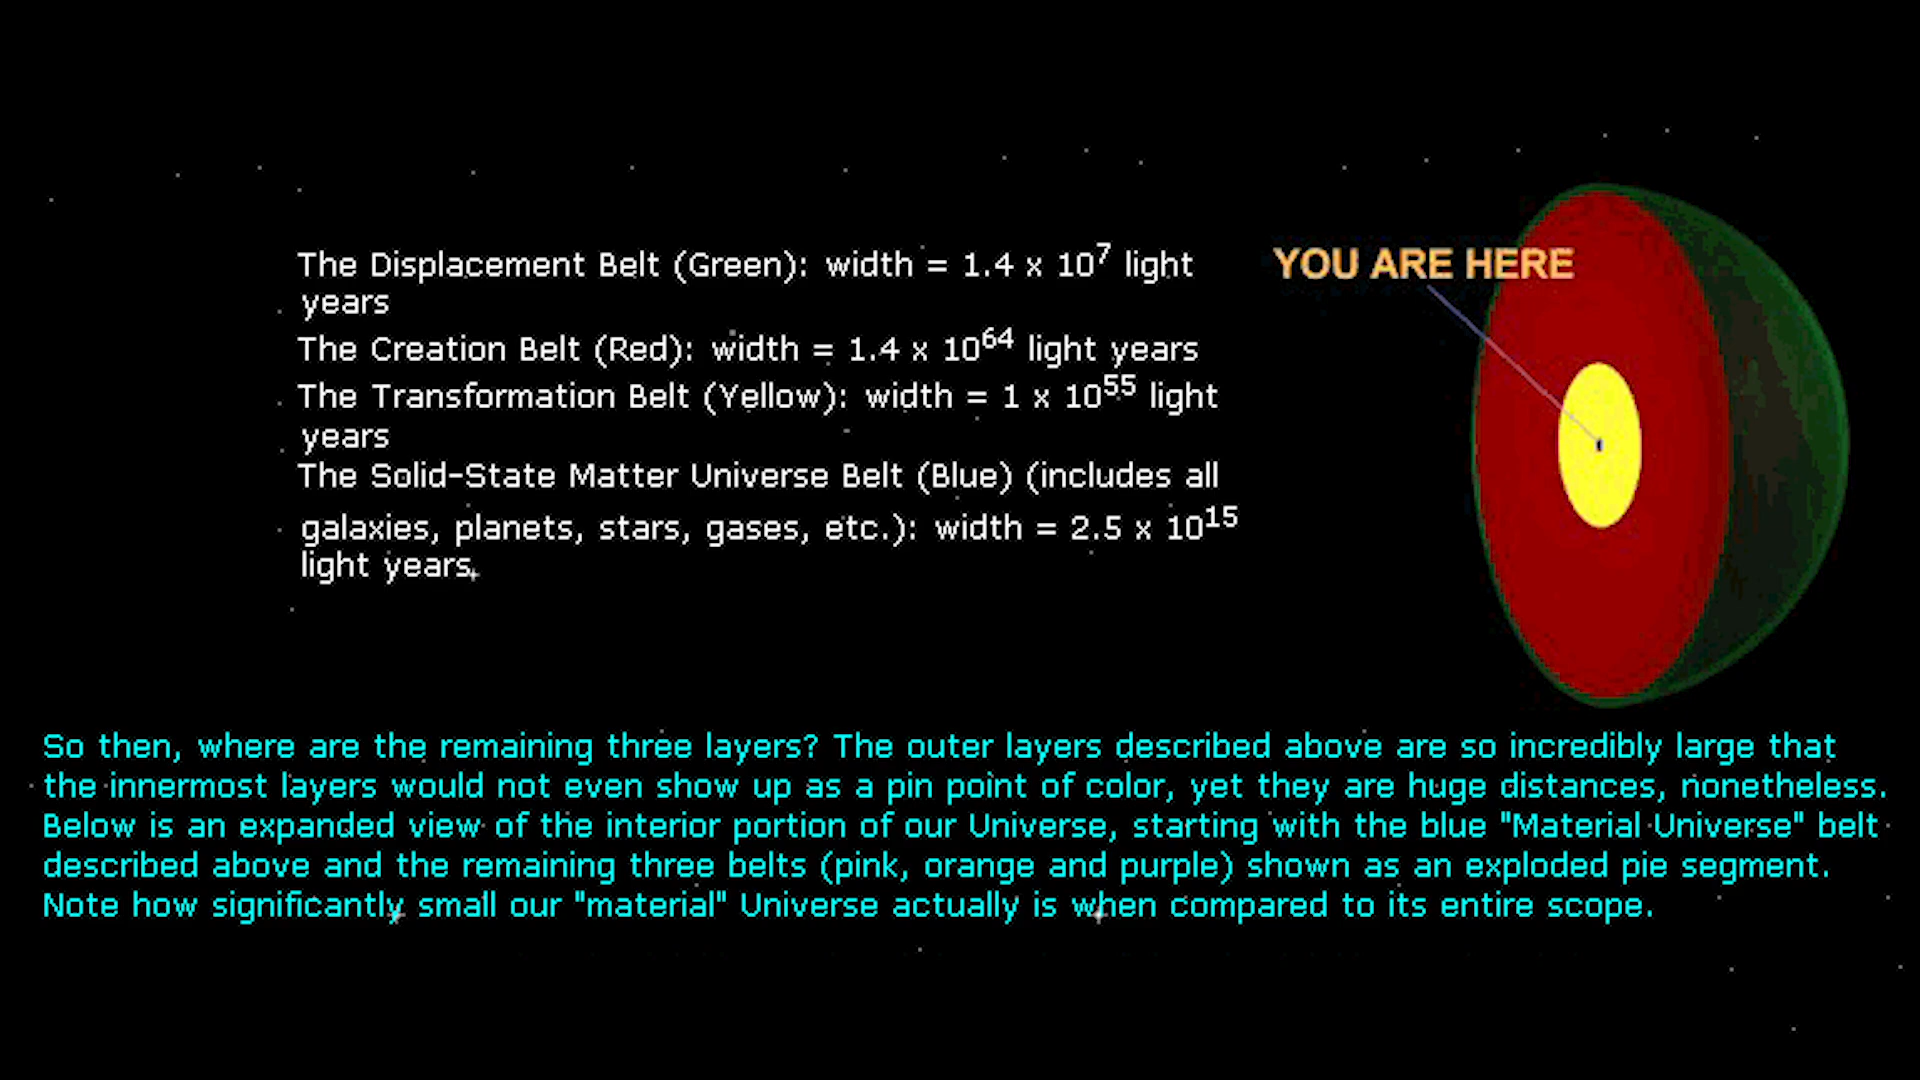 The Displacement Belt (Green): width = 1.4 x 10⁷ light
years
YOU ARE HERE
The Creation Belt (Red): width = 1.4 x 10⁶⁴ light years
The Transformation Belt (Yellow): width = 1 x 10⁵⁵ light
years
The Solid-State Matter Universe Belt (Blue) (includes all
galaxies, planets, stars, gases, etc.): width = 2.5 x 10¹⁵
light years.
So then, where are the remaining three layers? The outer layers described above are so incredibly large that
the innermost layers would not even show up as a pin point of color, yet they are huge distances, nonetheless.
Below is an expanded view of the interior portion of our Universe, starting with the blue "Material Universe" belt
described above and the remaining three belts (pink, orange and purple) shown as an exploded pie segment.
Note how significantly small our "material" Universe actually is when compared to its entire scope.